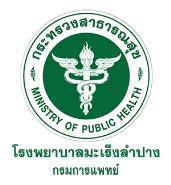 กระทรวงสาธารณสุข
MINISTRY OF PUBLIC HEALTH
โรงพยาบาลมะเร็งลำปาง
กรมการแพทย์